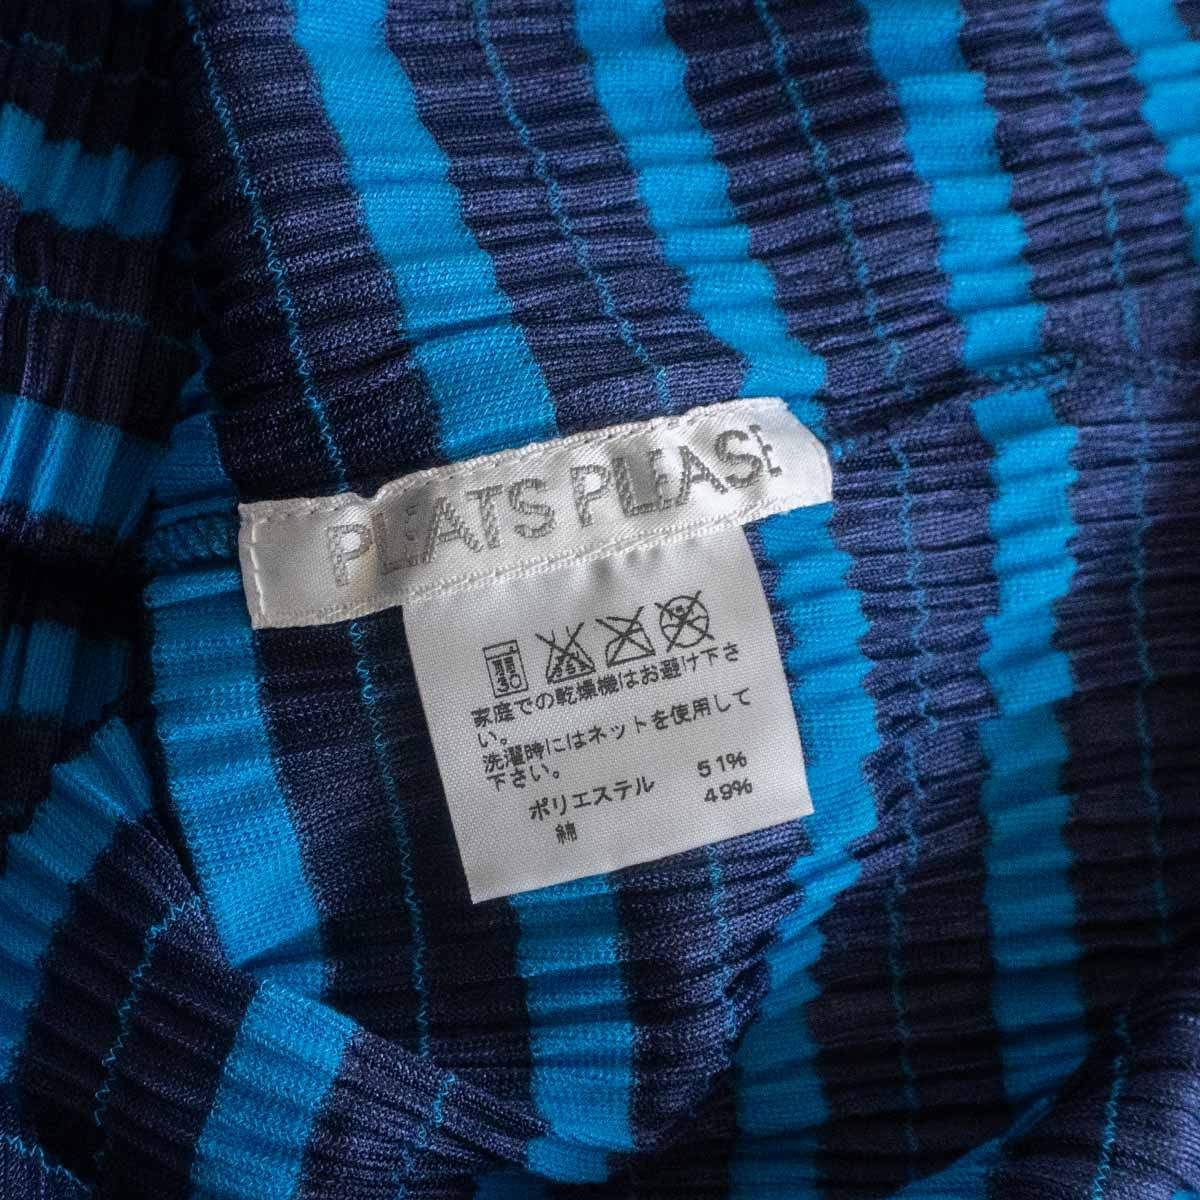 PLEATS PLEASE
30
家庭での乾燥機はお避け下さ
い。
洗濯時にはネットを使用して
下さい。
ポリエステル 51%
綿 49%